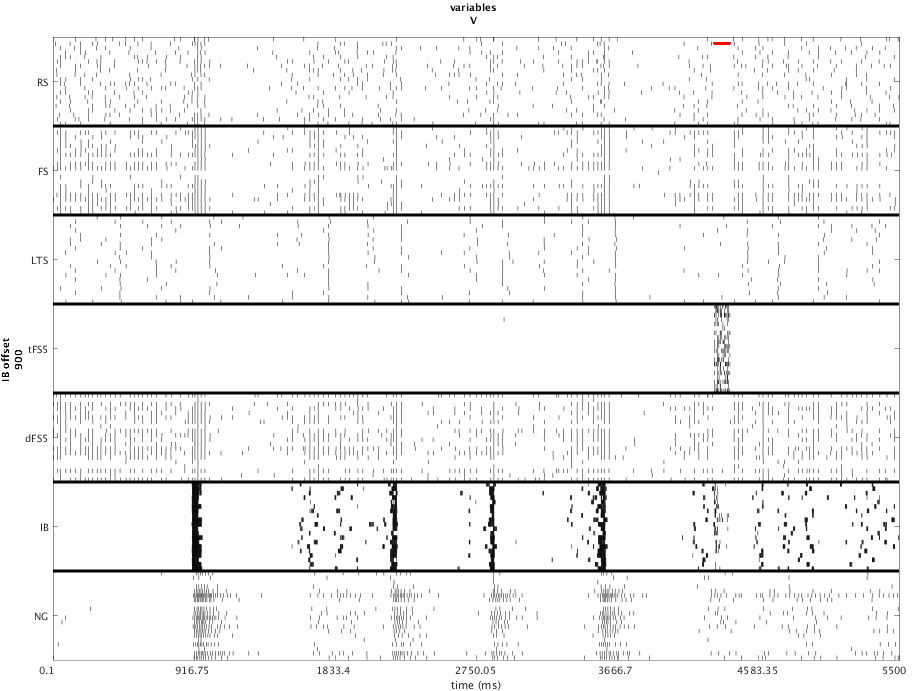 variables
V
RS
FS
LTS
tFS5
dFS5
IB
NG
IB offset
900
0.1
916.75
1833.4
2750.05
3666.7
4583.35
5500
time (ms)